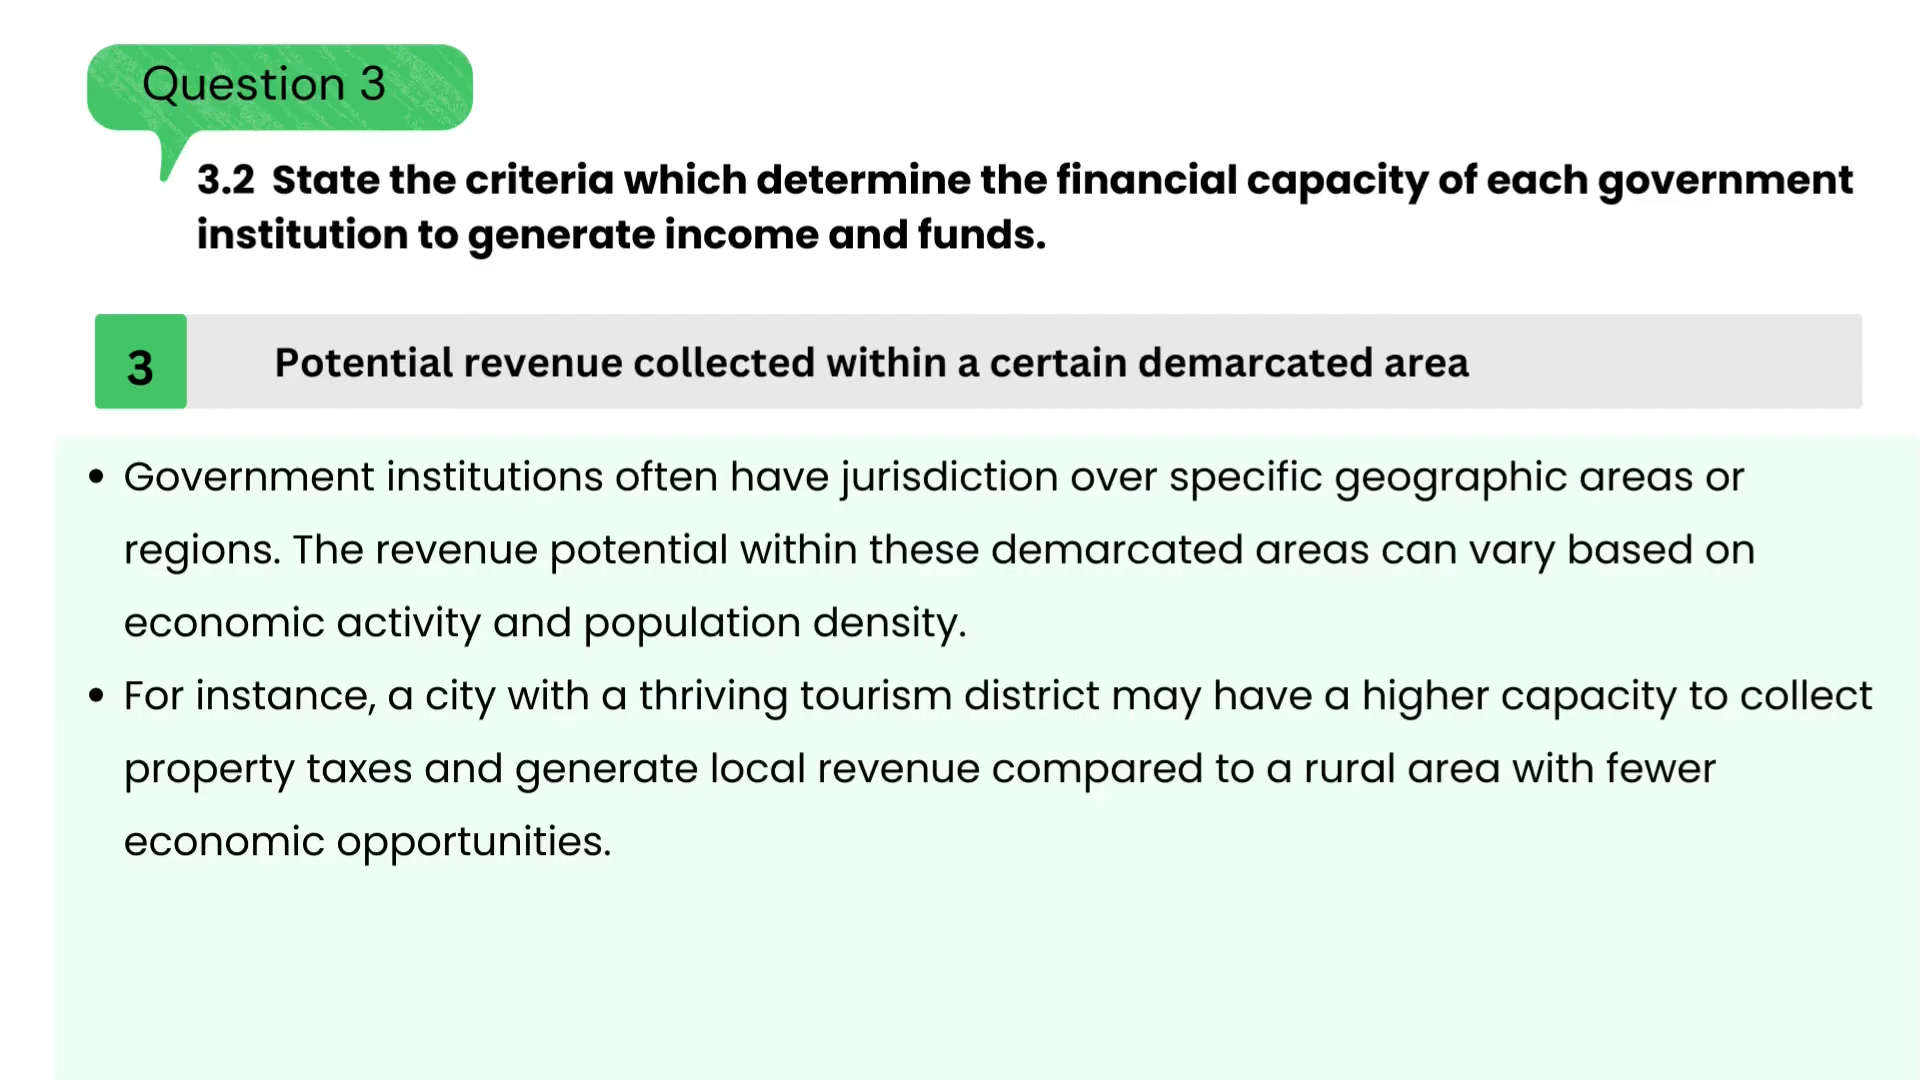 Question 3
3.2 State the criteria which determine the financial capacity of each government
institution to generate income and funds.
3
Potential revenue collected within a certain demarcated area
• Government institutions often have jurisdiction over specific geographic areas or
regions. The revenue potential within these demarcated areas can vary based on
economic activity and population density.
• For instance, a city with a thriving tourism district may have a higher capacity to collect
property taxes and generate local revenue compared to a rural area with fewer
economic opportunities.